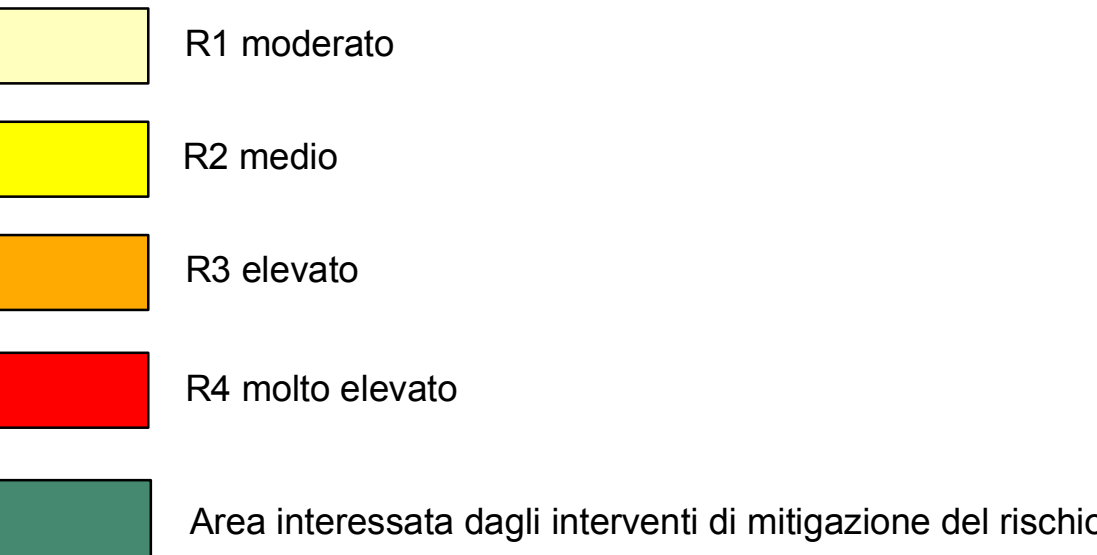 R1 moderato
R2 medio
R3 elevato
R4 molto elevato
Area interessata dagli interventi di mitigazione del rischio